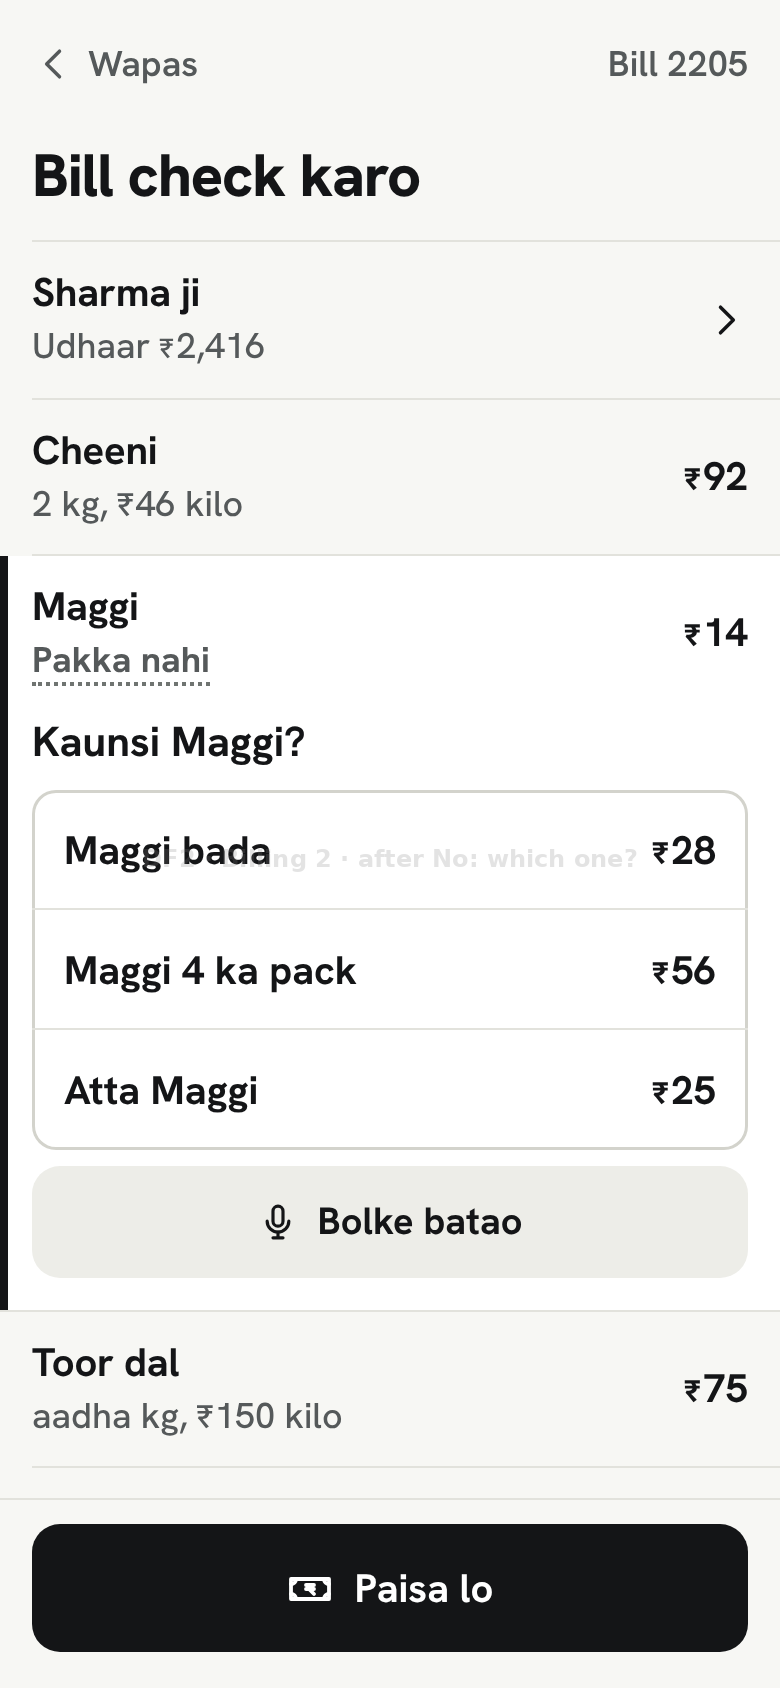 Wapas
Bill 2205
Bill check karo
Sharma ji
Udhaar ₹2,416
Cheeni
2 kg, ₹46 kilo
₹92
Maggi
Pakka nahi
₹14
Kaunsi Maggi?
Maggi bada
2 · after No: which one?
₹28
Maggi 4 ka pack
₹56
Atta Maggi
₹25
Bolke batao
Toor dal
aadha kg, ₹150 kilo
₹75
Paisa lo